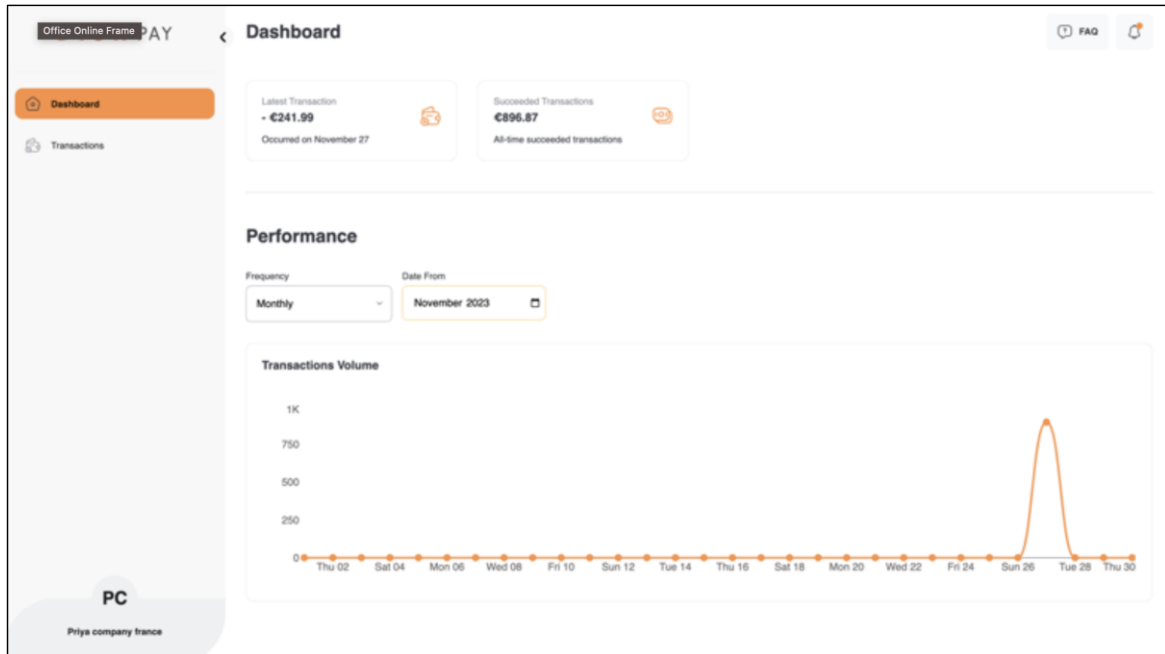 Office Online Frame
PAY
Dashboard
FAQ
Dashboard
Transactions
Latest Transaction
- €241.99
Occurred on November 27
Succeeded Transactions
€896.87
All-time succeeded transactions
Performance
Frequency
Date From
Monthly
November 2023
Transactions Volume
1K
750
500
250
0
Thu 02 Sat 04 Mon 06 Wed 08 Fri 10 Sun 12 Tue 14 Thu 16 Sat 18 Mon 20 Wed 22 Fri 24 Sun 26 Tue 28 Thu 30
PC
Priya company france